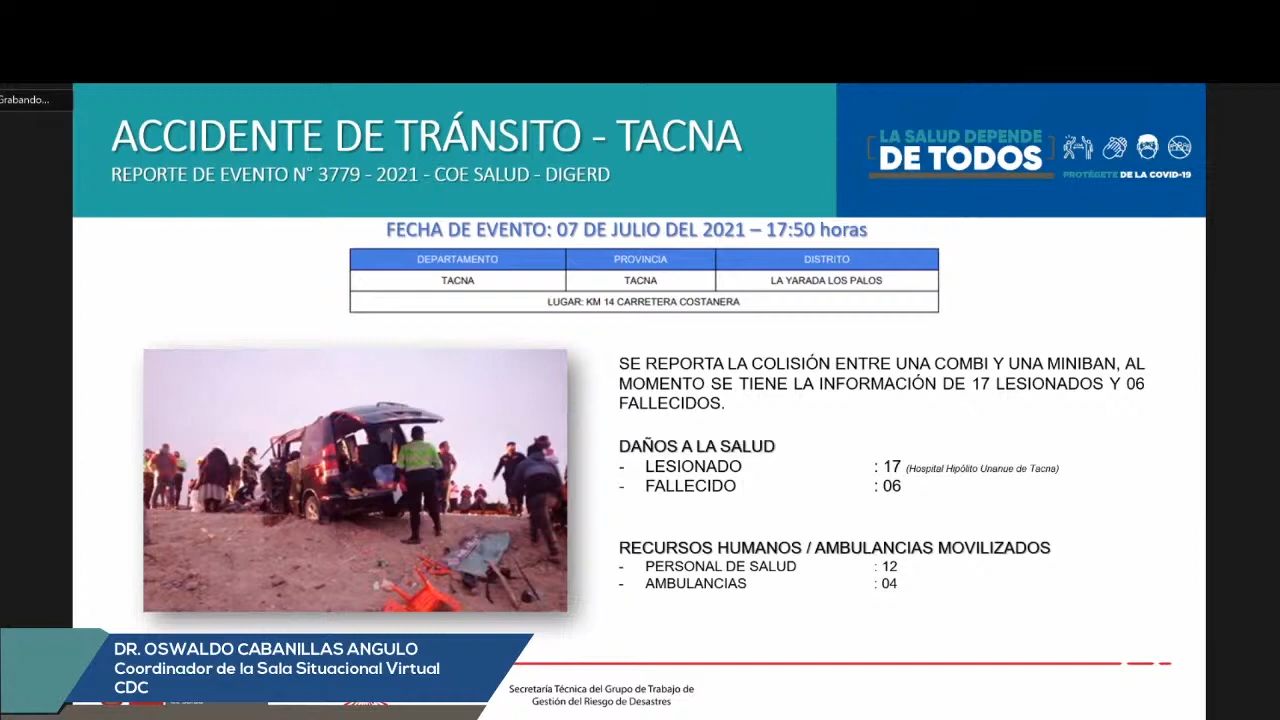 Grabando...
ACCIDENTE DE TRÁNSITO - TACNA
REPORTE DE EVENTO N° 3779 - 2021 - COE SALUD - DIGERD
LA SALUD DEPENDE
DE TODOS
PROTÉGETE DE LA COVID-19
FECHA DE EVENTO: 07 DE JULIO DEL 2021 – 17:50 horas
DEPARTAMENTO PROVINCIA DISTRITO
TACNA TACNA LA YARADA LOS PALOS
LUGAR: KM 14 CARRETERA COSTANERA
SE REPORTA LA COLISIÓN ENTRE UNA COMBI Y UNA MINIBAN, AL
MOMENTO SE TIENE LA INFORMACIÓN DE 17 LESIONADOS Y 06
FALLECIDOS.
DAÑOS A LA SALUD
- LESIONADO : 17 (Hospital Hipólito Unanue de Tacna)
- FALLECIDO : 06
RECURSOS HUMANOS / AMBULANCIAS MOVILIZADOS
- PERSONAL DE SALUD : 12
- AMBULANCIAS : 04
DR. OSWALDO CABANILLAS ANGULO
Coordinador de la Sala Situacional Virtual
CDC
Secretaría Técnica del Grupo de Trabajo de
Gestión del Riesgo de Desastres